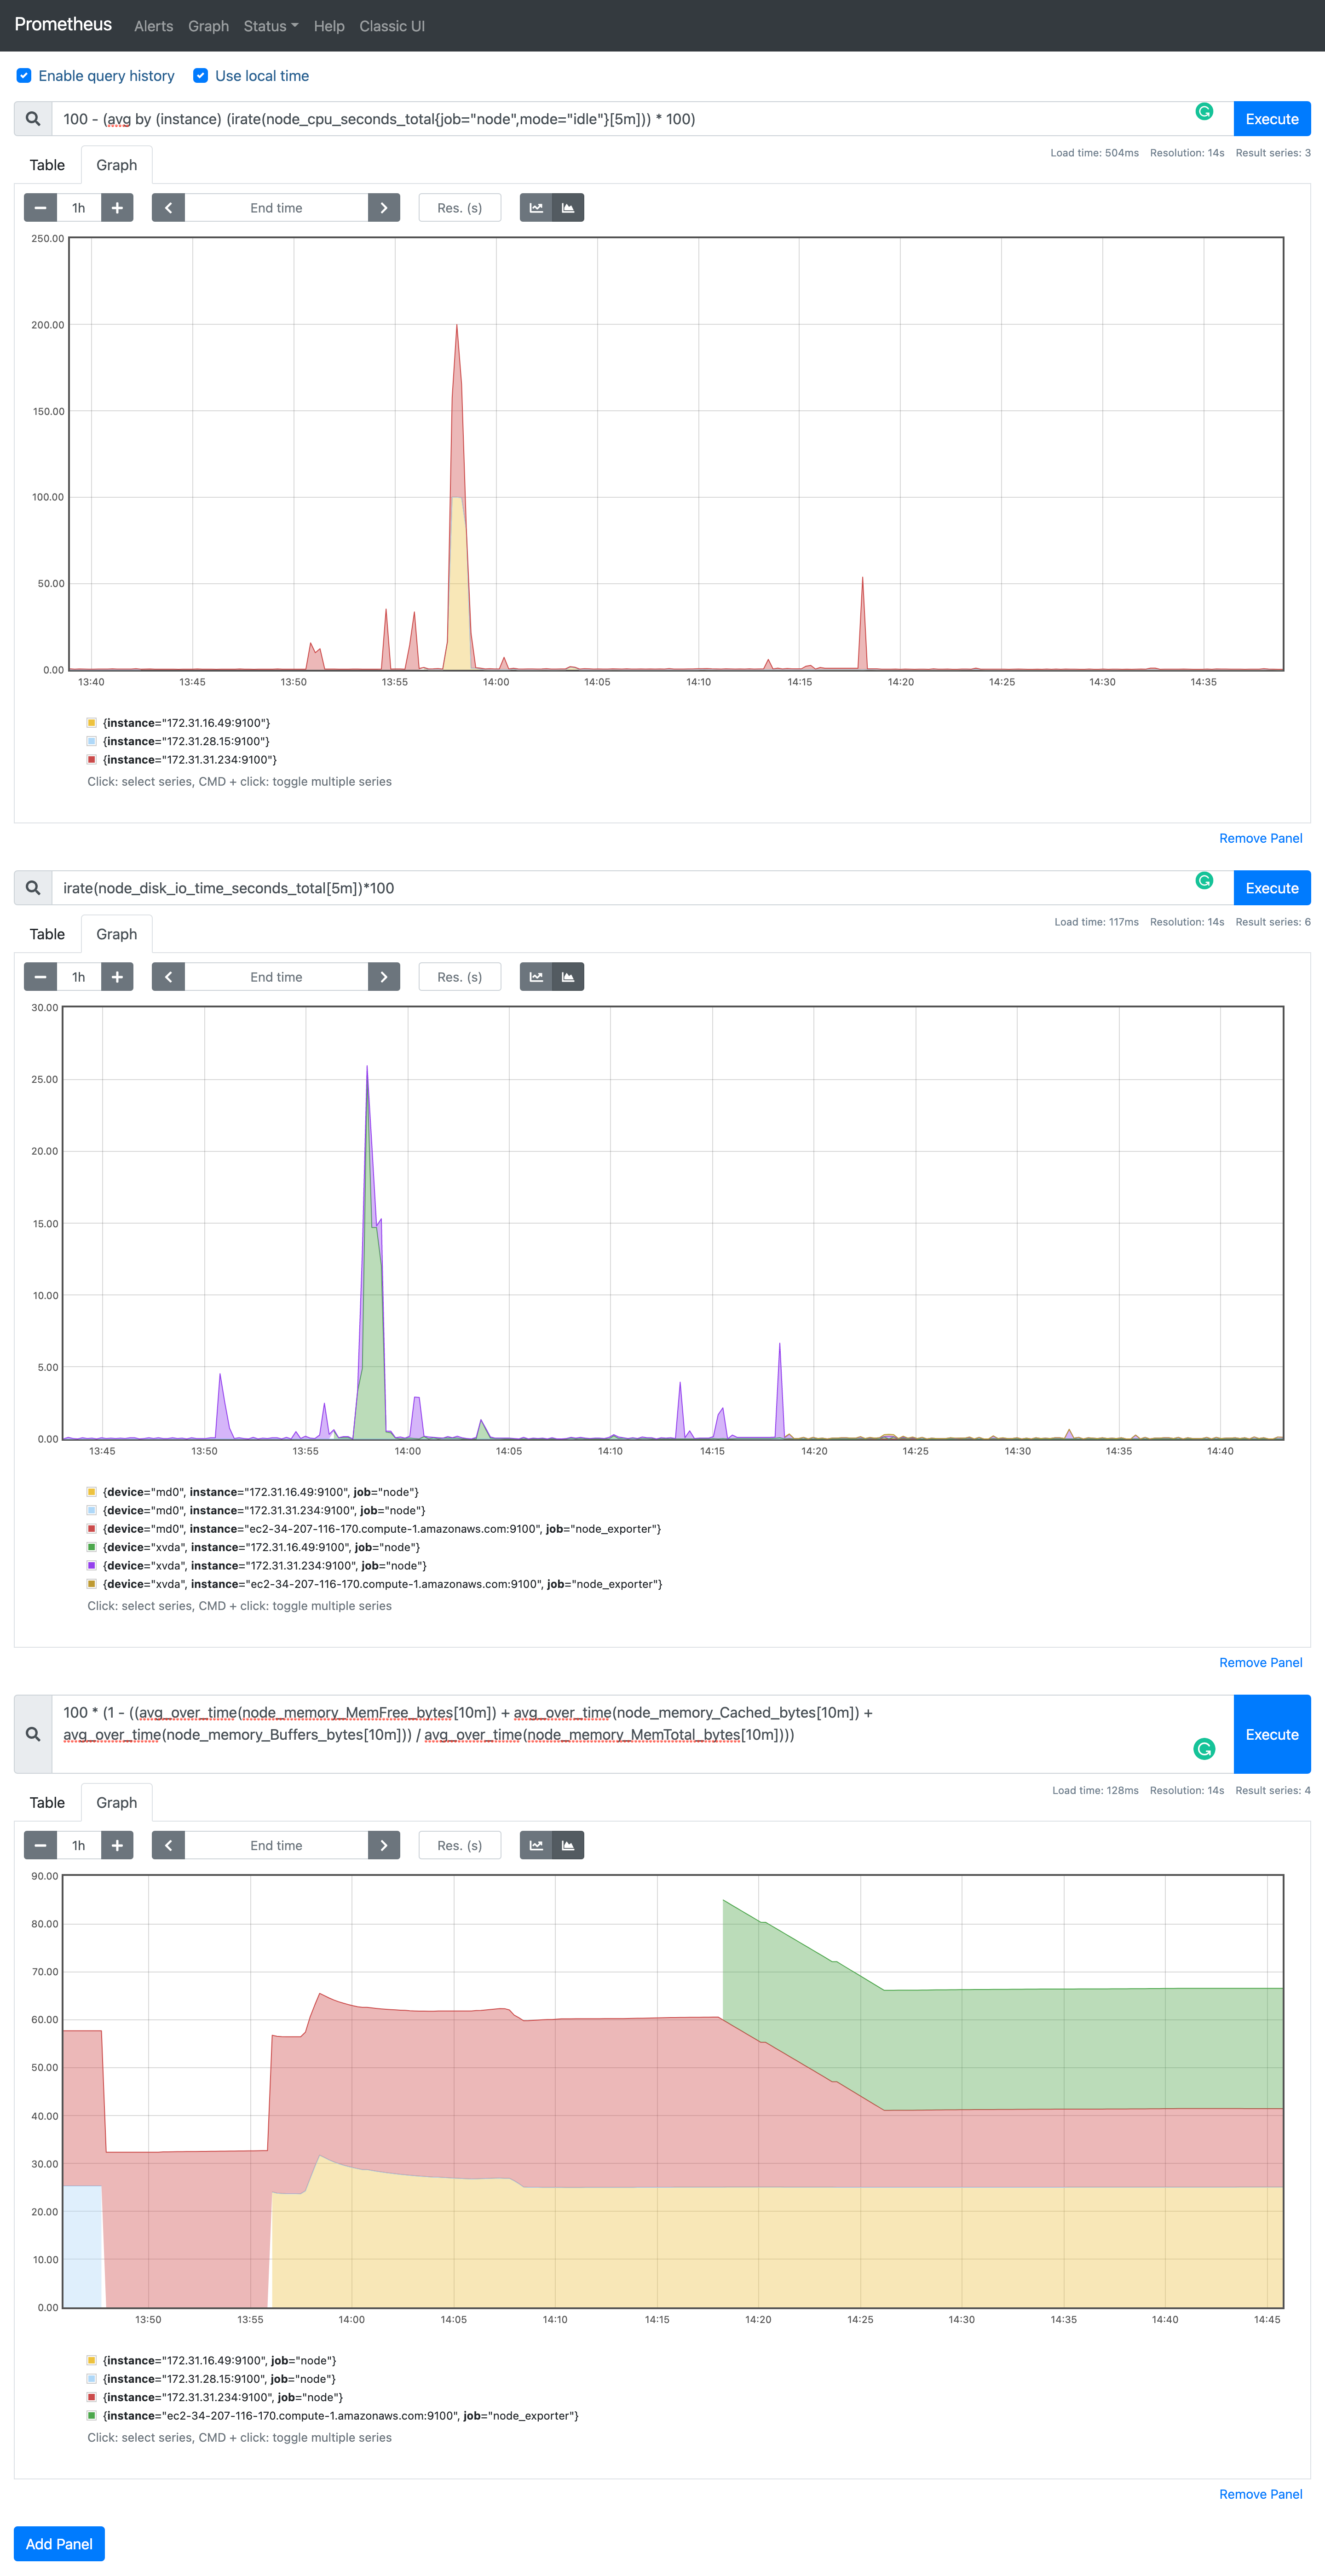 Prometheus Alerts Graph Status Help Classic UI
Enable query history Use local time
100 - (avg by (instance) (irate(node_cpu_seconds_total{job="node",mode="idle"}[5m])) * 100)
Execute
Load time: 504ms Resolution: 14s Result series: 3
Table Graph
1h End time Res. (s)
250.00
200.00
150.00
100.00
50.00
0.00
13:40 13:45 13:50 13:55 14:00 14:05 14:10 14:15 14:20 14:25 14:30 14:35
{instance="172.31.16.49:9100"}
{instance="172.31.28.15:9100"}
{instance="172.31.31.234:9100"}
Click: select series, CMD + click: toggle multiple series
Remove Panel
irate(node_disk_io_time_seconds_total[5m])*100
Execute
Load time: 117ms Resolution: 14s Result series: 6
Table Graph
1h End time Res. (s)
30.00
25.00
20.00
15.00
10.00
5.00
0.00
13:45 13:50 13:55 14:00 14:05 14:10 14:15 14:20 14:25 14:30 14:35 14:40
{device="md0", instance="172.31.16.49:9100", job="node"}
{device="md0", instance="172.31.31.234:9100", job="node"}
{device="md0", instance="ec2-34-207-116-170.compute-1.amazonaws.com:9100", job="node_exporter"}
{device="xvda", instance="172.31.16.49:9100", job="node"}
{device="xvda", instance="172.31.31.234:9100", job="node"}
{device="xvda", instance="ec2-34-207-116-170.compute-1.amazonaws.com:9100", job="node_exporter"}
Click: select series, CMD + click: toggle multiple series
Remove Panel
100 * (1 - ((avg_over_time(node_memory_MemFree_bytes[10m]) + avg_over_time(node_memory_Cached_bytes[10m]) +
avg_over_time(node_memory_Buffers_bytes[10m])) / avg_over_time(node_memory_MemTotal_bytes[10m])))
Execute
Load time: 128ms Resolution: 14s Result series: 4
Table Graph
1h End time Res. (s)
90.00
80.00
70.00
60.00
50.00
40.00
30.00
20.00
10.00
0.00
13:50 13:55 14:00 14:05 14:10 14:15 14:20 14:25 14:30 14:35 14:40 14:45
{instance="172.31.16.49:9100", job="node"}
{instance="172.31.28.15:9100", job="node"}
{instance="172.31.31.234:9100", job="node"}
{instance="ec2-34-207-116-170.compute-1.amazonaws.com:9100", job="node_exporter"}
Click: select series, CMD + click: toggle multiple series
Remove Panel
Add Panel